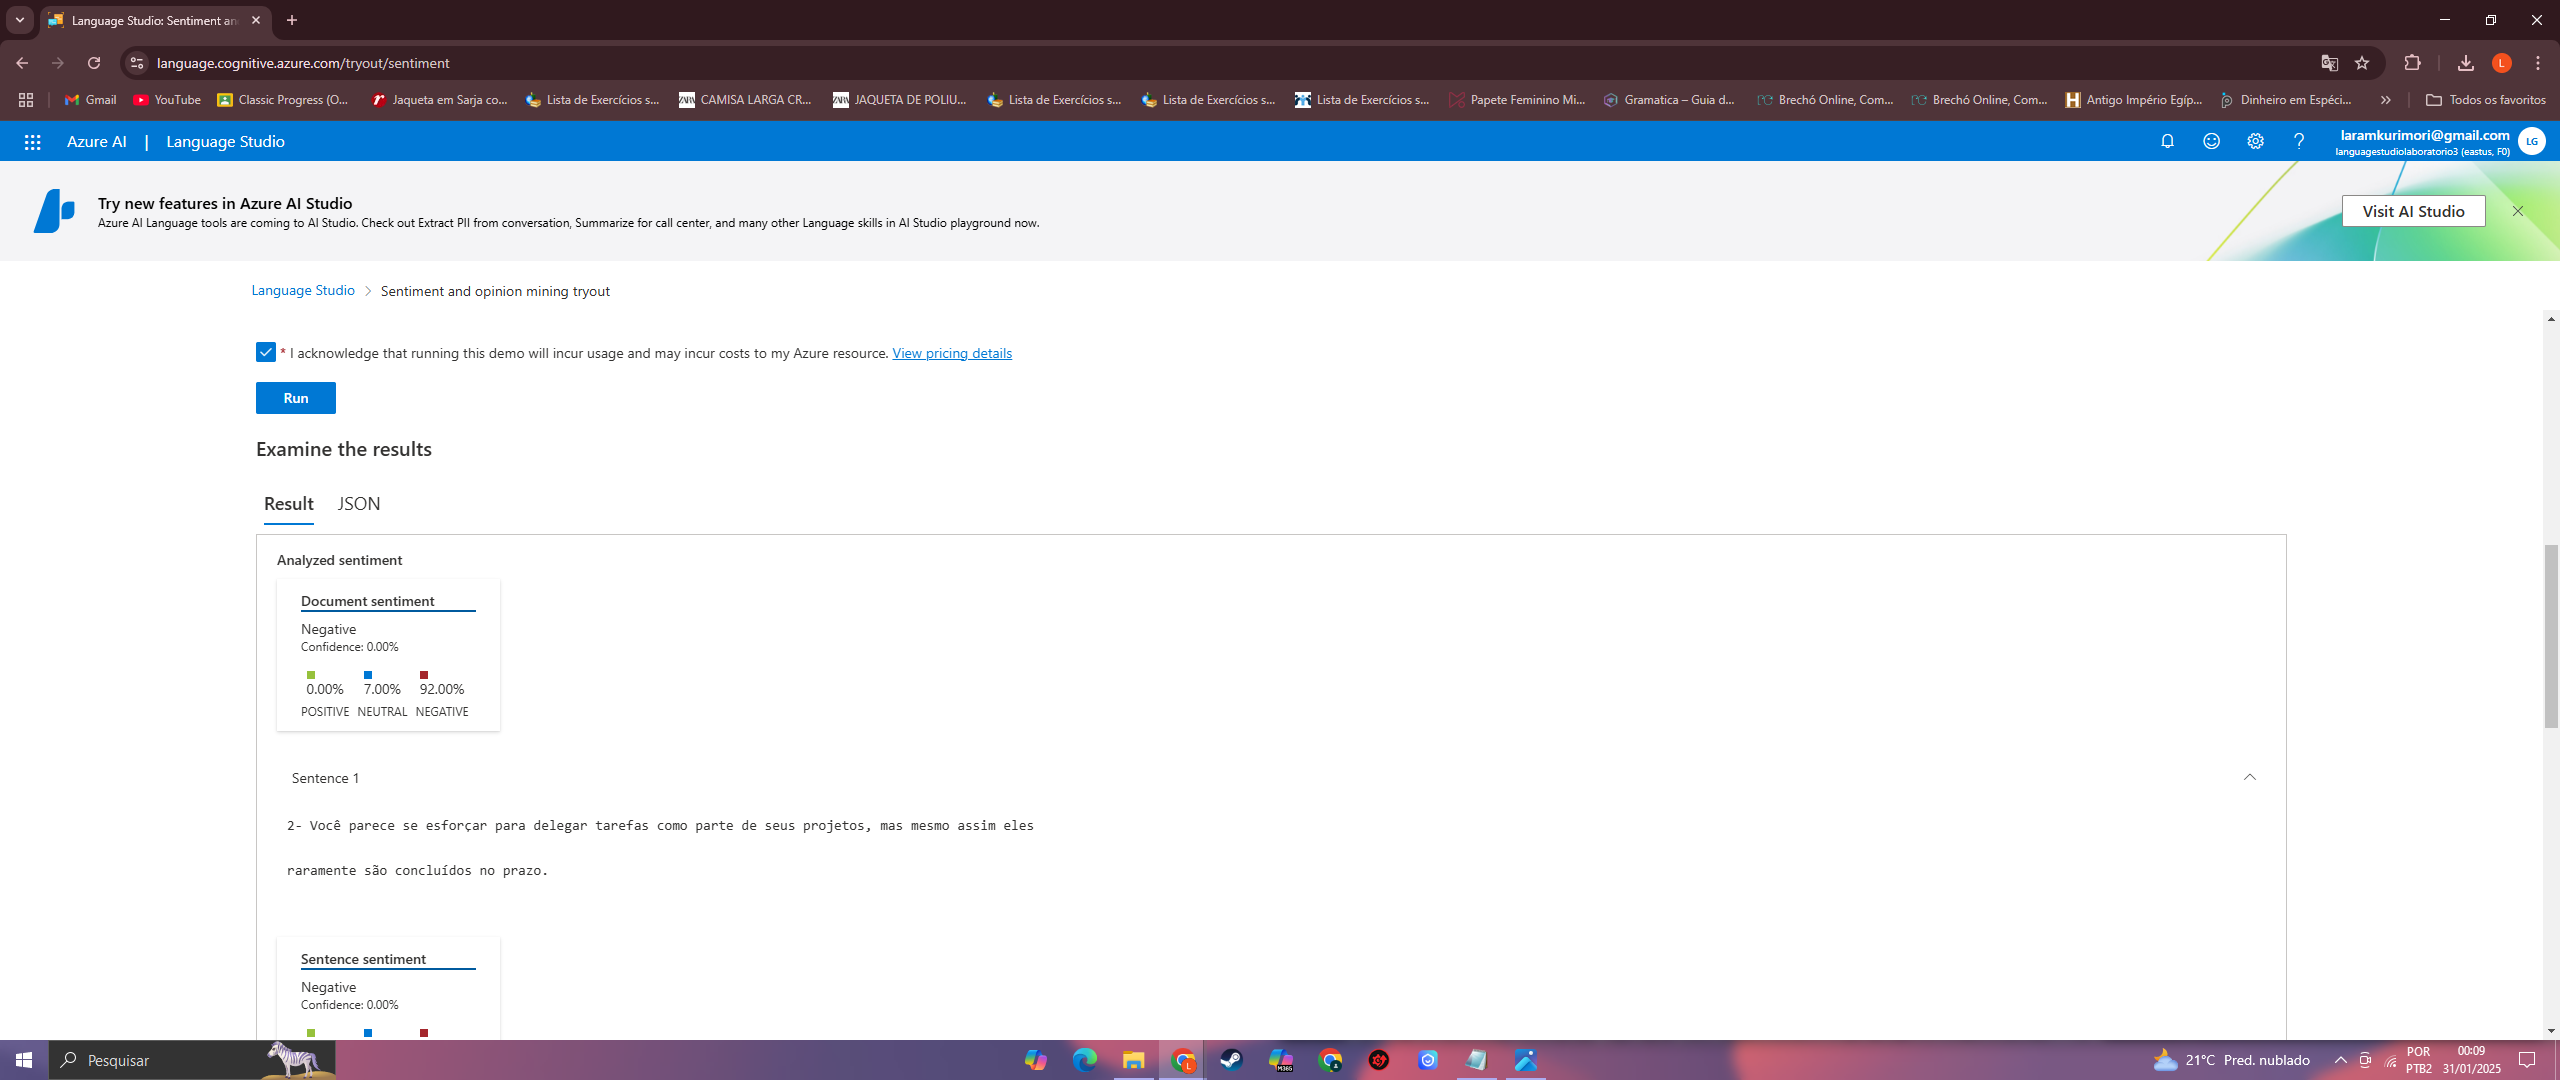 Language Studio: Sentiment an
language.cognitive.azure.com/tryout/sentiment
L
Gmail
YouTube
Classic Progress (O...
Jaqueta em Sarja co...
Lista de Exercícios s...
CAMISA LARGA CR...
JAQUETA DE POLIU...
Lista de Exercícios s...
Lista de Exercícios s...
Lista de Exercícios s...
Papete Feminino Mi...
Gramatica – Guia d...
Brechó Online, Com...
Brechó Online, Com...
Antigo Império Egíp...
Dinheiro em Espéci...
Todos os favoritos
Azure AI | Language Studio
laramkurimori@gmail.com
languagestudiolaboratorio3 (eastus, F0)
LG
Try new features in Azure AI Studio
Azure AI Language tools are coming to AI Studio. Check out Extract PII from conversation, Summarize for call center, and many other Language skills in AI Studio playground now.
Visit AI Studio
Language Studio > Sentiment and opinion mining tryout
* I acknowledge that running this demo will incur usage and may incur costs to my Azure resource. View pricing details
Run
Examine the results
Result JSON
Analyzed sentiment
Document sentiment
Negative
Confidence: 0.00%
0.00% 7.00% 92.00%
POSITIVE NEUTRAL NEGATIVE
Sentence 1
2- Você parece se esforçar para delegar tarefas como parte de seus projetos, mas mesmo assim eles
raramente são concluídos no prazo.
Sentence sentiment
Negative
Confidence: 0.00%
Pesquisar
M365
21°C Pred. nublado
POR
PTB2
00:09
31/01/2025